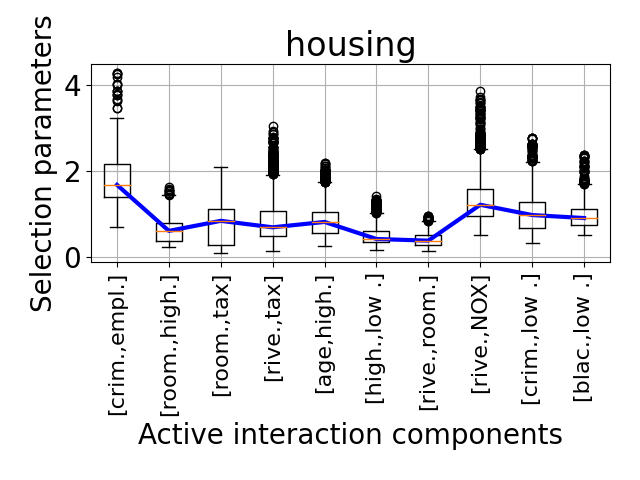 housing
Selection parameters
4
2
0
[crim.,empl.]
[room.,high.]
[room.,tax]
[rive.,tax]
[age,high.]
[high.,low .]
[rive.,room.]
[rive.,NOX]
[crim.,low .]
[blac.,low .]
Active interaction components